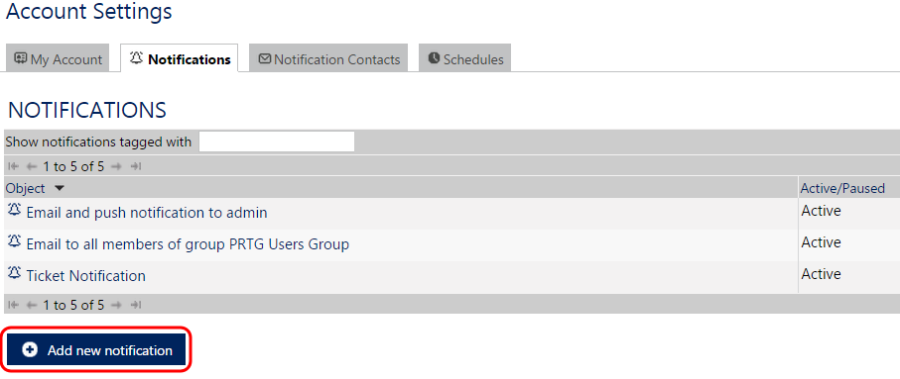 Account Settings
My Account Notifications Notification Contacts Schedules
NOTIFICATIONS
Show notifications tagged with
1 to 5 of 5
Object Active/Paused
Email and push notification to admin Active
Email to all members of group PRTG Users Group Active
Ticket Notification Active
1 to 5 of 5
Add new notification